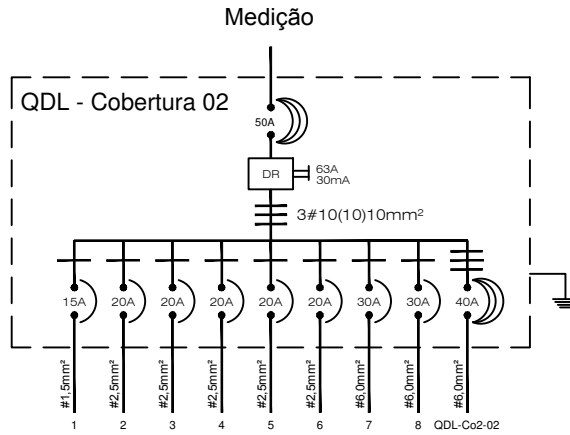 Medição
QDL - Cobertura 02
50A
DR
63A
30mA
3#10(10)10mm²
15A 20A 20A 20A 20A 20A 30A 30A 40A
#1,5mm² #2,5mm² #2,5mm² #2,5mm² #2,5mm² #2,5mm² #6,0mm² #6,0mm² #6,0mm²
1 2 3 4 5 6 7 8 QDL-Co2-02